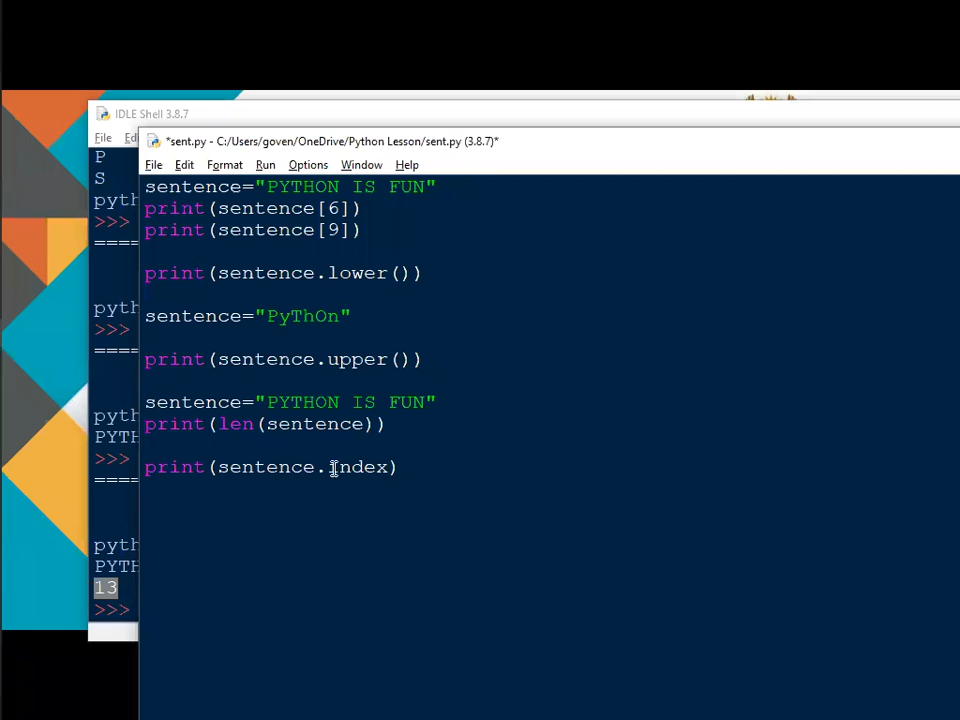 IDLE Shell 3.8.7
File
*sent.py - C:/Users/goven/OneDrive/Python Lesson/sent.py (3.8.7)*
File Edit Format Run Options Window Help
P
S
>>>
====
>>>
====
>>>
====
13
>>>
sentence="PYTHON IS FUN"
print(sentence[6])
print(sentence[9])
print(sentence.lower())
sentence="PyThOn"
print(sentence.upper())
sentence="PYTHON IS FUN"
print(len(sentence))
print(sentence.index)